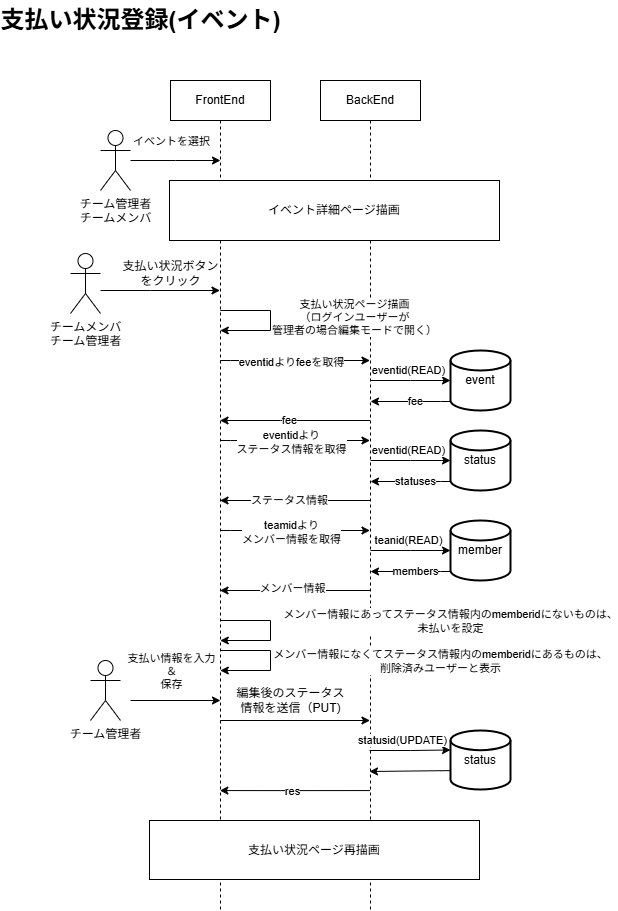 支払い状況登録(イベント)
FrontEnd
BackEnd
イベントを選択
チーム管理者
チームメンバ
イベント詳細ページ描画
支払い状況ボタン
をクリック
チームメンバ
チーム管理者
支払い状況ページ描画
（ログインユーザーが
管理者の場合編集モードで開く）
eventidよりfeeを取得
eventid(READ)
event
fee
fee
eventidより
ステータス情報を取得
eventid(READ)
status
statuses
ステータス情報
teamidより
メンバー情報を取得
teanid(READ)
member
members
メンバー情報
メンバー情報にあってステータス情報内のmemberidにないものは、
未払いを設定
メンバー情報になくてステータス情報内のmemberidにあるものは、
削除済みユーザーと表示
支払い情報を入力
&
保存
チーム管理者
編集後のステータス
情報を送信（PUT)
statusid(UPDATE)
status
res
支払い状況ページ再描画